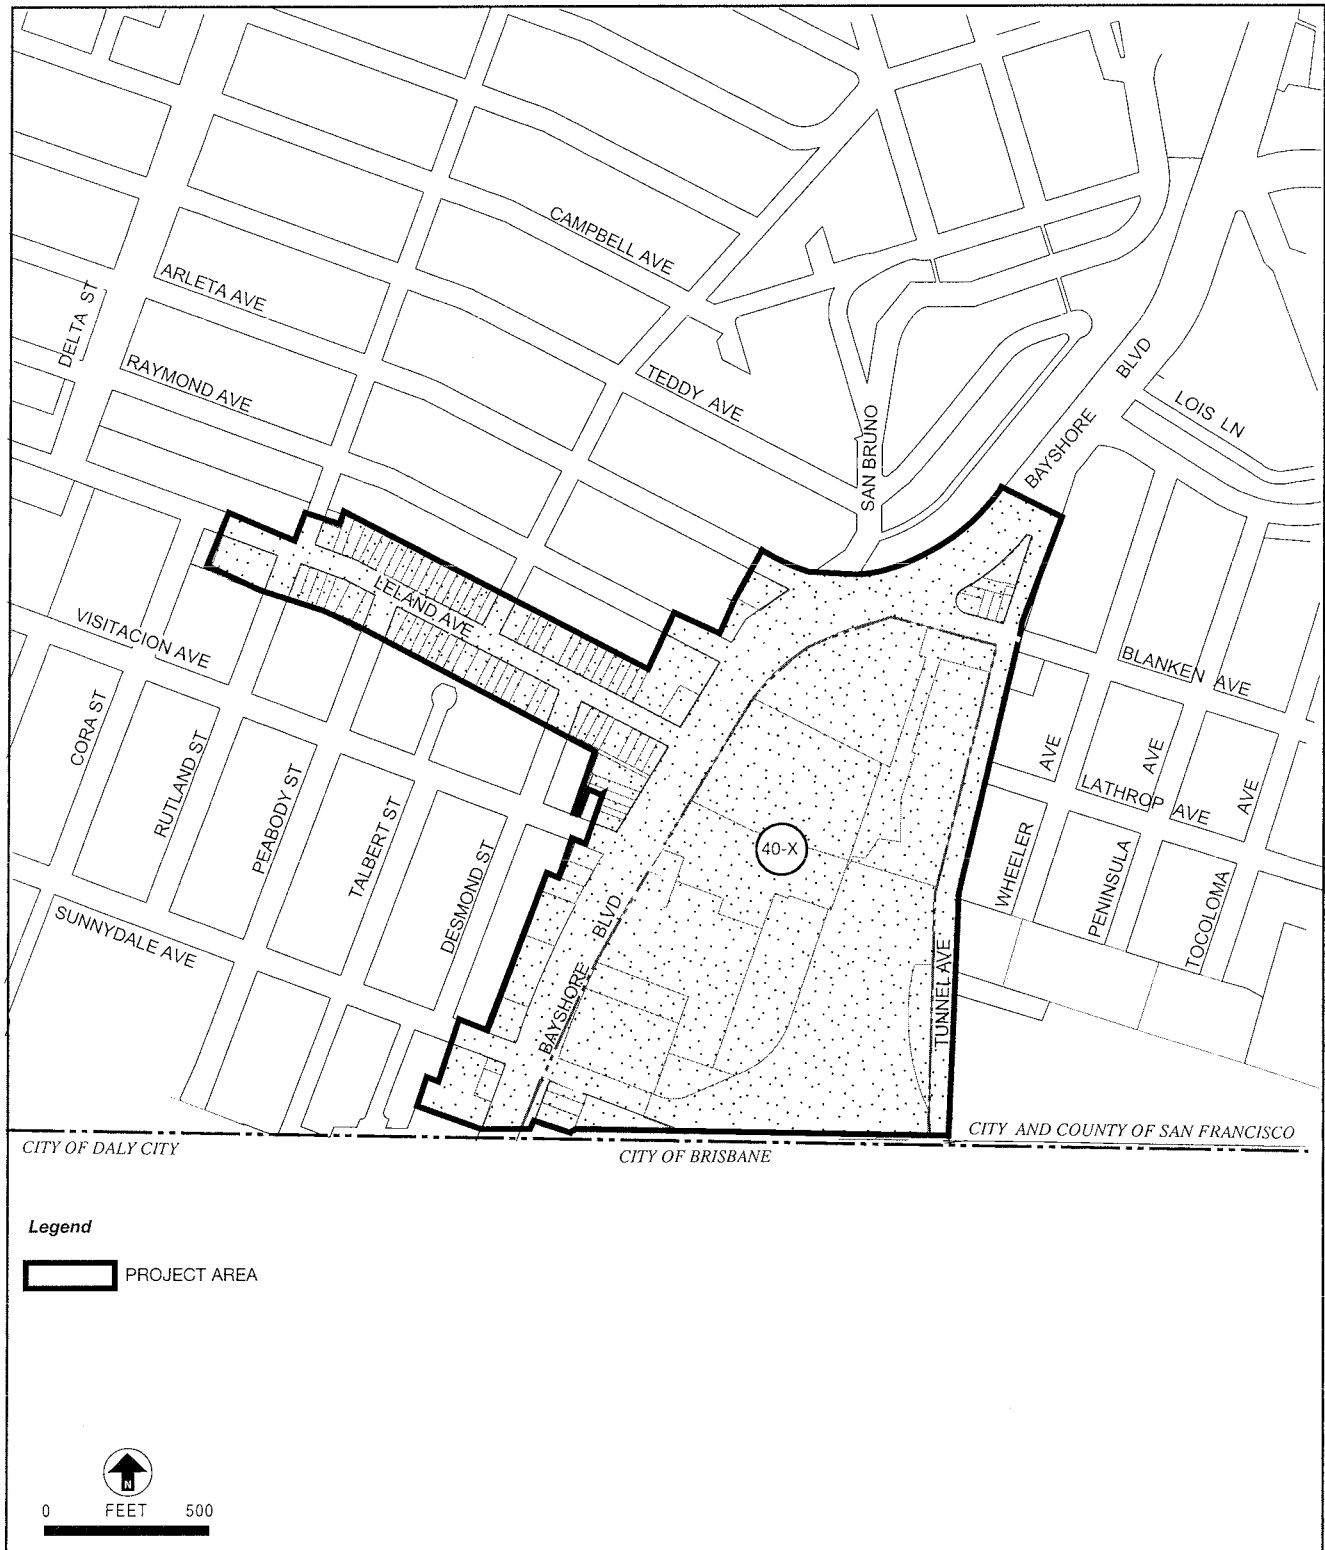 CAMPBELL AVE
ARLETA AVE
DELTA ST
RAYMOND AVE
TEDDY AVE
SAN BRUNO
BAYSHORE BLVD
LOIS LN
LELAND AVE
VISITACION AVE
BLANKEN AVE
CORA ST
RUTLAND ST
PEABODY ST
TALBERT ST
DESMOND ST
SUNNYDALE AVE
40-X
LATHROP AVE
WHEELER AVE
PENINSULA AVE
TOCOLOMA AVE
BAYSHORE BLVD
TUNNEL AVE
CITY AND COUNTY OF SAN FRANCISCO
CITY OF DALY CITY
CITY OF BRISBANE
Legend
PROJECT AREA
N
0 FEET 500